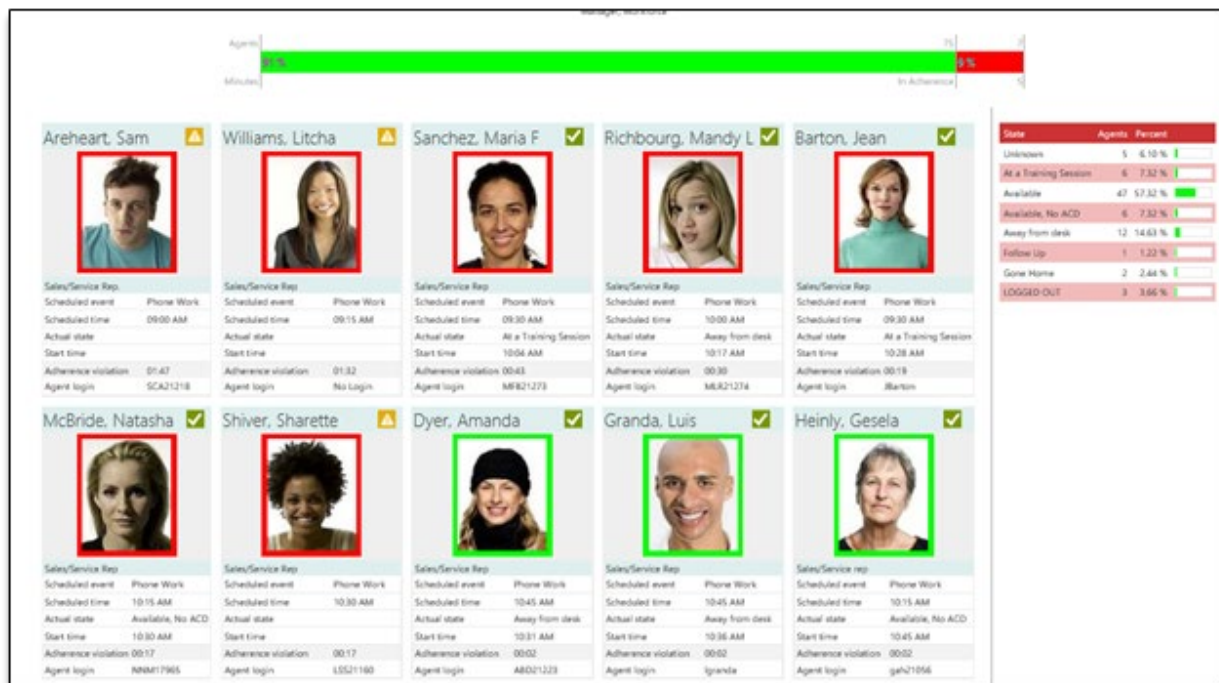 Manager, Workforce
Agents 75 7
91 % 9 %
Minutes In Adherence 5
Areheart, Sam
Sales/Service Rep.
Scheduled event Phone Work
Scheduled time 09:00 AM
Actual state
Start time
Adherence violation 01:47
Agent login SCA21218
Williams, Litcha
Sales/Service Rep
Scheduled event Phone Work
Scheduled time 09:15 AM
Actual state
Start time
Adherence violation 01:32
Agent login No Login
Sanchez, Maria F
Sales/Service Rep
Scheduled event Phone Work
Scheduled time 09:30 AM
Actual state At a Training Session
Start time 10:04 AM
Adherence violation 00:43
Agent login MFB21273
Richbourg, Mandy L
Sales/Service Rep
Scheduled event Phone Work
Scheduled time 10:00 AM
Actual state Away from desk
Start time 10:17 AM
Adherence violation 00:30
Agent login MLR21274
Barton, Jean
Sales/Service Rep
Scheduled event Phone Work
Scheduled time 09:30 AM
Actual state At a Training Session
Start time 10:28 AM
Adherence violation 00:19
Agent login JBarton
State Agents Percent
Unknown 5 6.10 %
At a Training Session 6 7.32 %
Available 47 57.32 %
Available, No ACD 6 7.32 %
Away from desk 12 14.63 %
Follow Up 1 1.22 %
Gone Home 2 2.44 %
LOGGED OUT 3 3.66 %
McBride, Natasha
Sales/Service Rep
Scheduled event Phone Work
Scheduled time 10:15 AM
Actual state Available, No ACD
Start time 10:30 AM
Adherence violation 00:17
Agent login NNM17965
Shiver, Sharette
Sales/Service Rep
Scheduled event Phone Work
Scheduled time 10:30 AM
Actual state
Start time
Adherence violation 00:17
Agent login LSS21160
Dyer, Amanda
Sales/Service Rep
Scheduled event Phone Work
Scheduled time 10:45 AM
Actual state Away from desk
Start time 10:31 AM
Adherence violation 00:02
Agent login ABD21223
Granda, Luis
Sales/Service Rep
Scheduled event Phone Work
Scheduled time 10:45 AM
Actual state Away from desk
Start time 10:36 AM
Adherence violation 00:02
Agent login lgranda
Heinly, Gesela
Sales/Service rep
Scheduled event Phone Work
Scheduled time 10:15 AM
Actual state Available, No ACD
Start time 10:45 AM
Adherence violation 00:02
Agent login gah21056